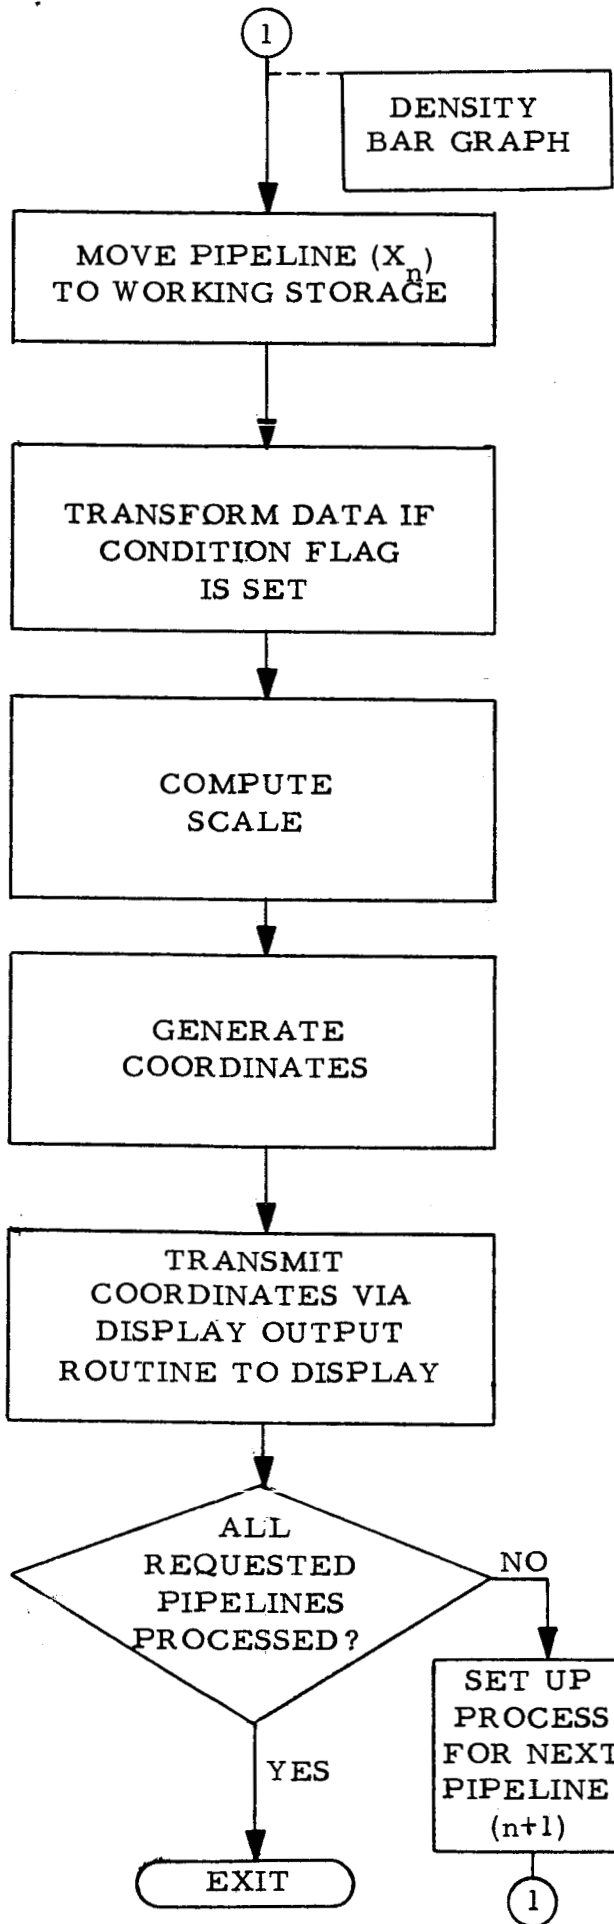 1
DENSITY
BAR GRAPH
MOVE PIPELINE (Xn)
TO WORKING STORAGE
TRANSFORM DATA IF
CONDITION FLAG
IS SET
COMPUTE
SCALE
GENERATE
COORDINATES
TRANSMIT
COORDINATES VIA
DISPLAY OUTPUT
ROUTINE TO DISPLAY
ALL
REQUESTED
PIPELINES
PROCESSED?
NO
SET UP
PROCESS
FOR NEXT
PIPELINE
(n+1)
YES
EXIT
1